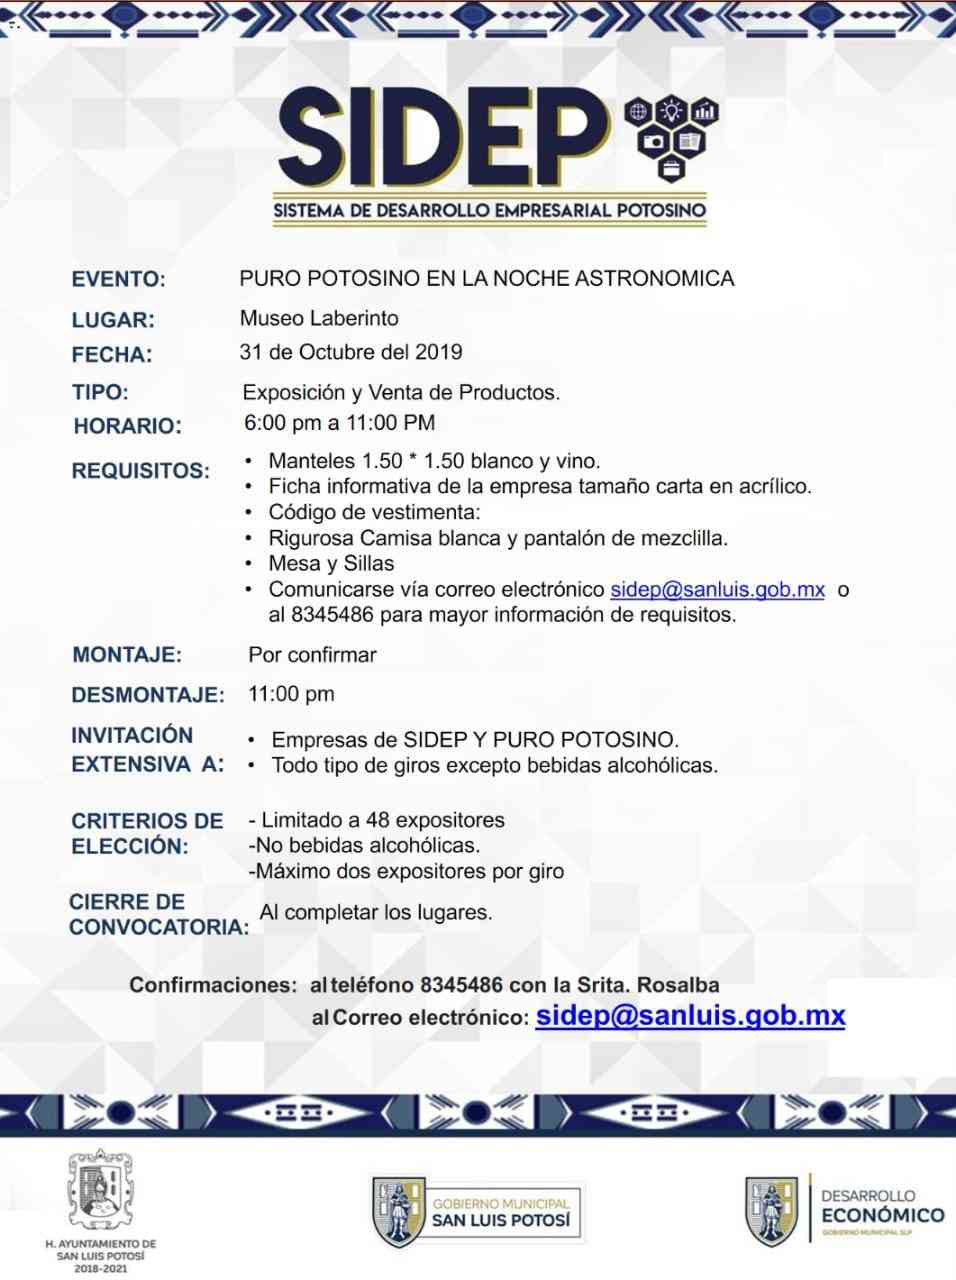 SIDEP
SISTEMA DE DESARROLLO EMPRESARIAL POTOSINO
EVENTO: PURO POTOSINO EN LA NOCHE ASTRONOMICA
LUGAR: Museo Laberinto
FECHA: 31 de Octubre del 2019
TIPO: Exposición y Venta de Productos.
HORARIO: 6:00 pm a 11:00 PM
REQUISITOS:
• Manteles 1.50 * 1.50 blanco y vino.
• Ficha informativa de la empresa tamaño carta en acrílico.
• Código de vestimenta:
• Rigurosa Camisa blanca y pantalón de mezclilla.
• Mesa y Sillas
• Comunicarse vía correo electrónico sidep@sanluis.gob.mx o
al 8345486 para mayor información de requisitos.
MONTAJE: Por confirmar
DESMONTAJE: 11:00 pm
INVITACIÓN
EXTENSIVA A:
• Empresas de SIDEP Y PURO POTOSINO.
• Todo tipo de giros excepto bebidas alcohólicas.
CRITERIOS DE
ELECCIÓN:
- Limitado a 48 expositores
-No bebidas alcohólicas.
-Máximo dos expositores por giro
CIERRE DE
CONVOCATORIA:
Al completar los lugares.
Confirmaciones: al teléfono 8345486 con la Srita. Rosalba
al Correo electrónico: sidep@sanluis.gob.mx
H. AYUNTAMIENTO DE
SAN LUIS POTOSÍ
2018-2021
GOBIERNO MUNICIPAL
SAN LUIS POTOSÍ
DESARROLLO
ECONÓMICO
GOBIERNO MUNICIPAL SLP